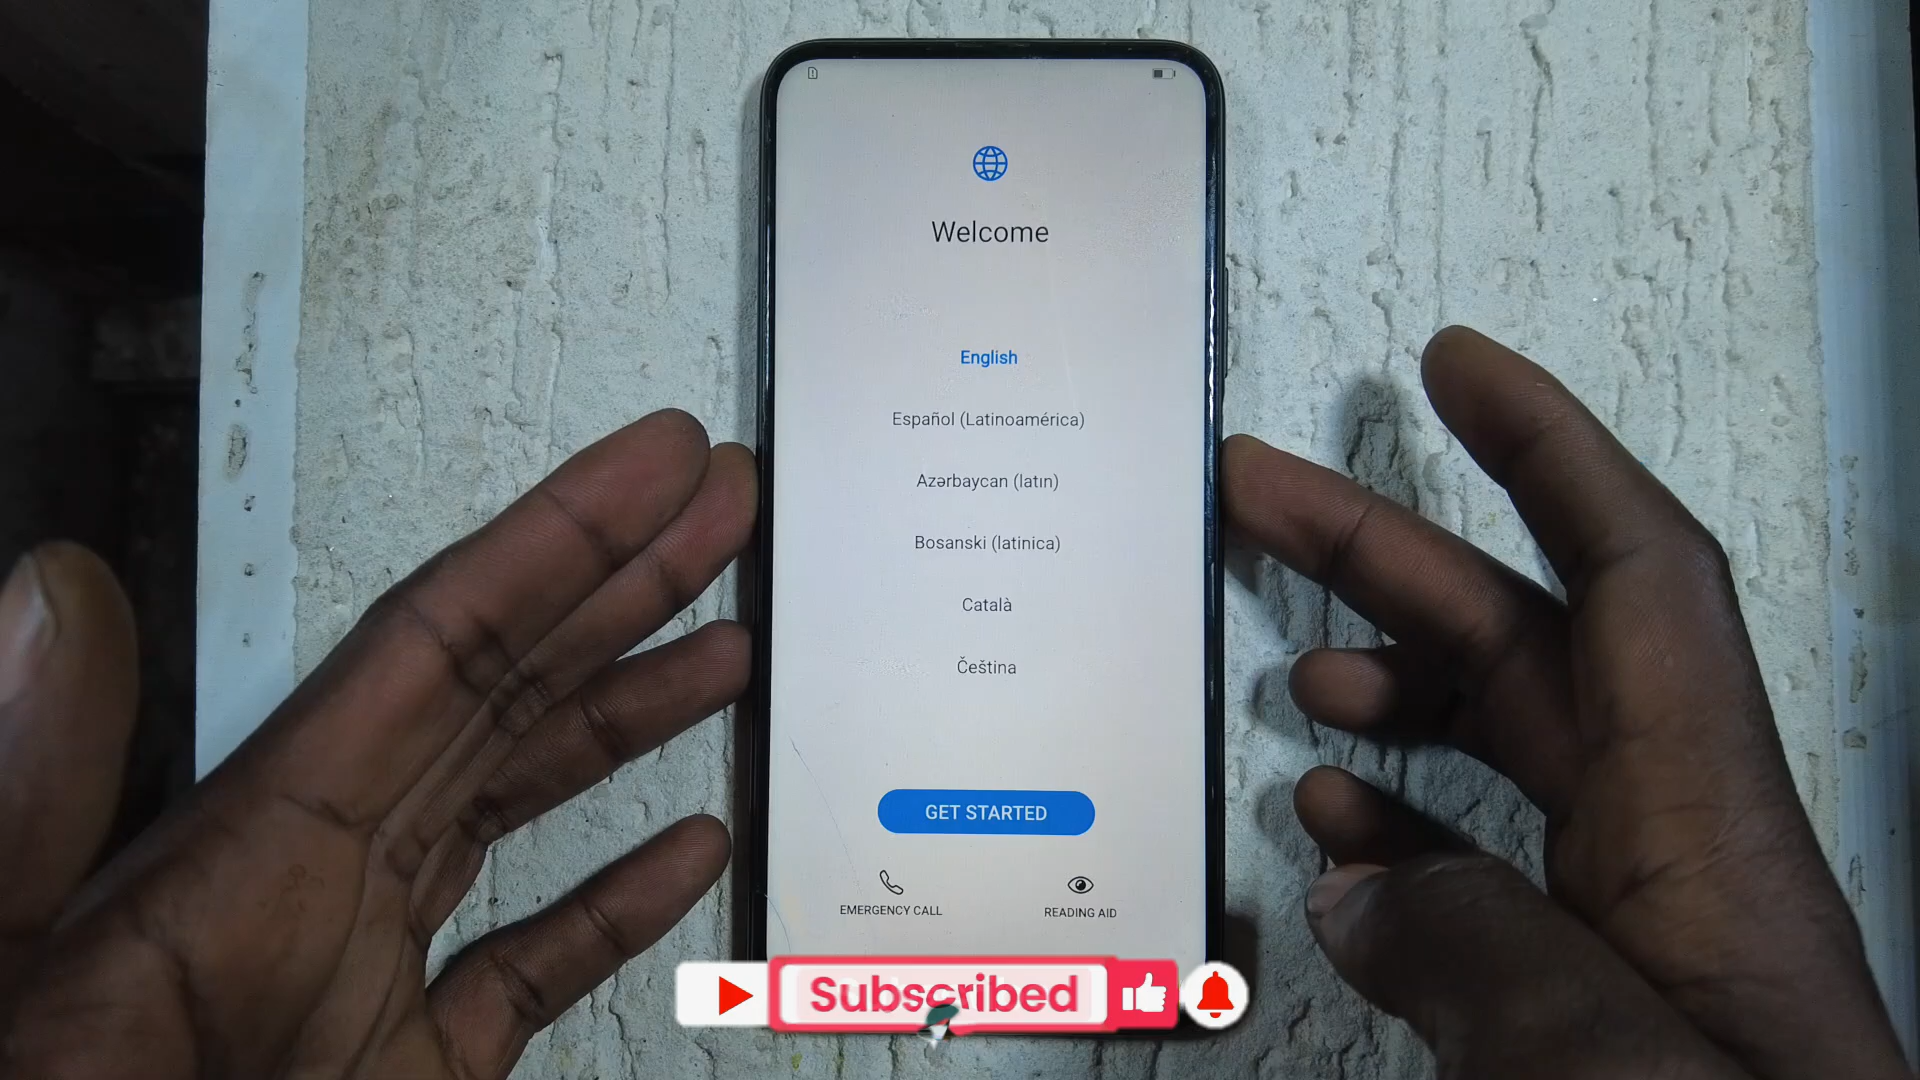 Welcome
English
Español (Latinoamérica)
Azərbaycan (latın)
Bosanski (latinica)
Català
Čeština
GET STARTED
EMERGENCY CALL
READING AID
Subscribed